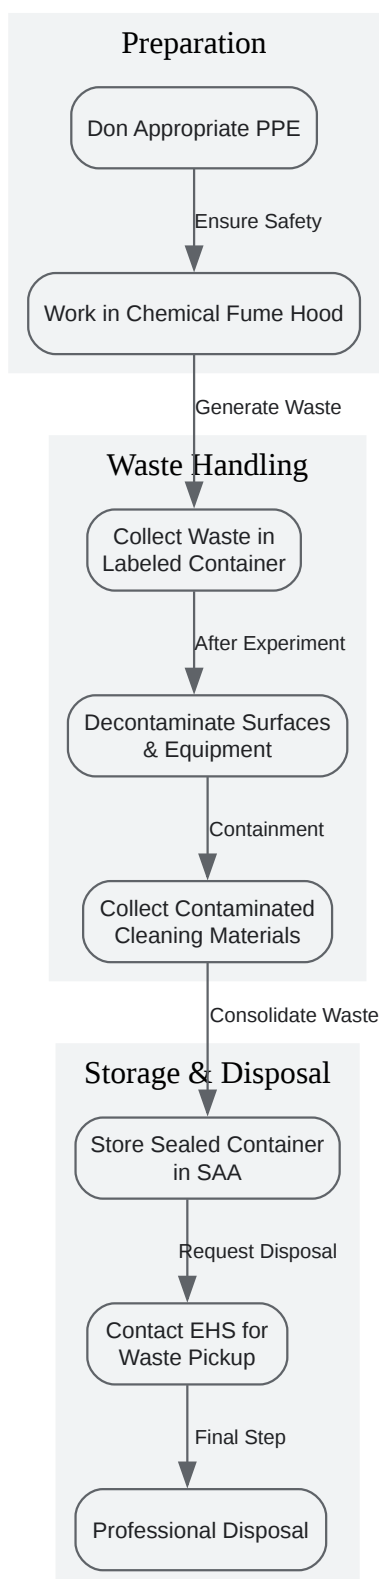 Preparation
Don Appropriate PPE
Ensure Safety
Work in Chemical Fume Hood
Generate Waste
Waste Handling
Collect Waste in
Labeled Container
After Experiment
Decontaminate Surfaces
& Equipment
Containment
Collect Contaminated
Cleaning Materials
Consolidate Waste
Storage & Disposal
Store Sealed Container
in SAA
Request Disposal
Contact EHS for
Waste Pickup
Final Step
Professional Disposal